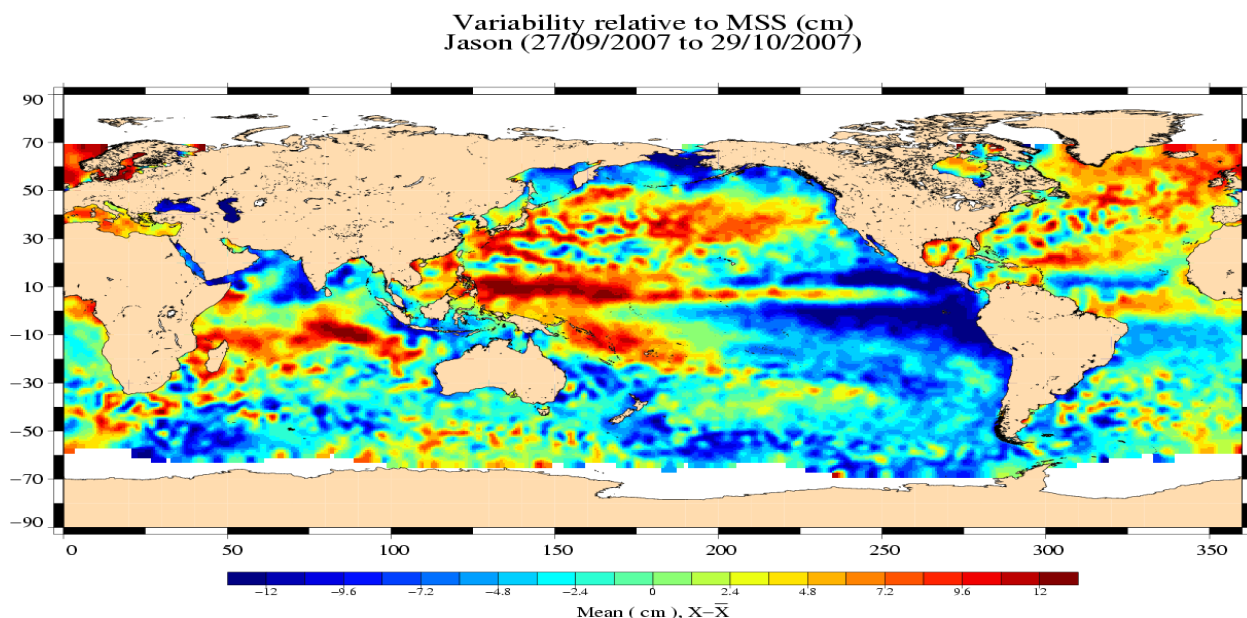 Variability relative to MSS (cm)
Jason (27/09/2007 to 29/10/2007)
90
70
50
30
10
−10
−30
−50
−70
−90
0 50 100 150 200 250 300 350
−12 −9.6 −7.2 −4.8 −2.4 0 2.4 4.8 7.2 9.6 12
Mean ( cm ), X−X̅